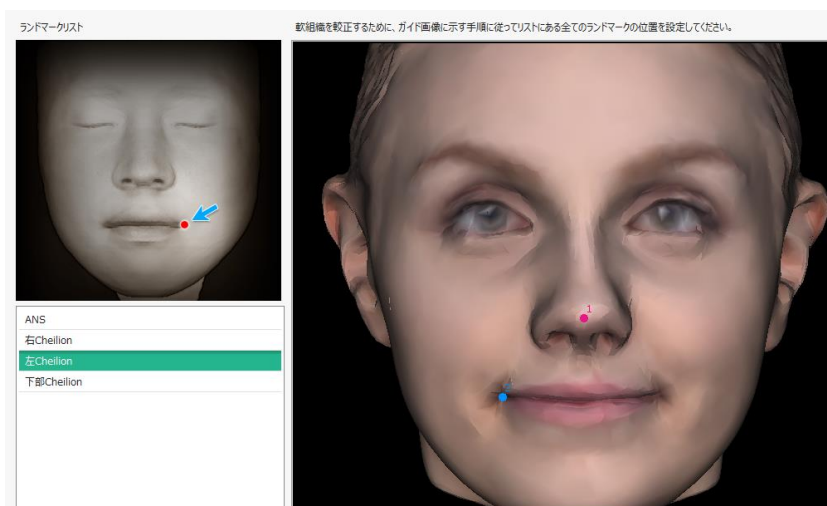 ランドマークリスト
軟組織を較正するために、ガイド画像に示す手順に従ってリストにある全てのランドマークの位置を設定してください。
1
ANS
右Cheilion
左Cheilion
下部Cheilion